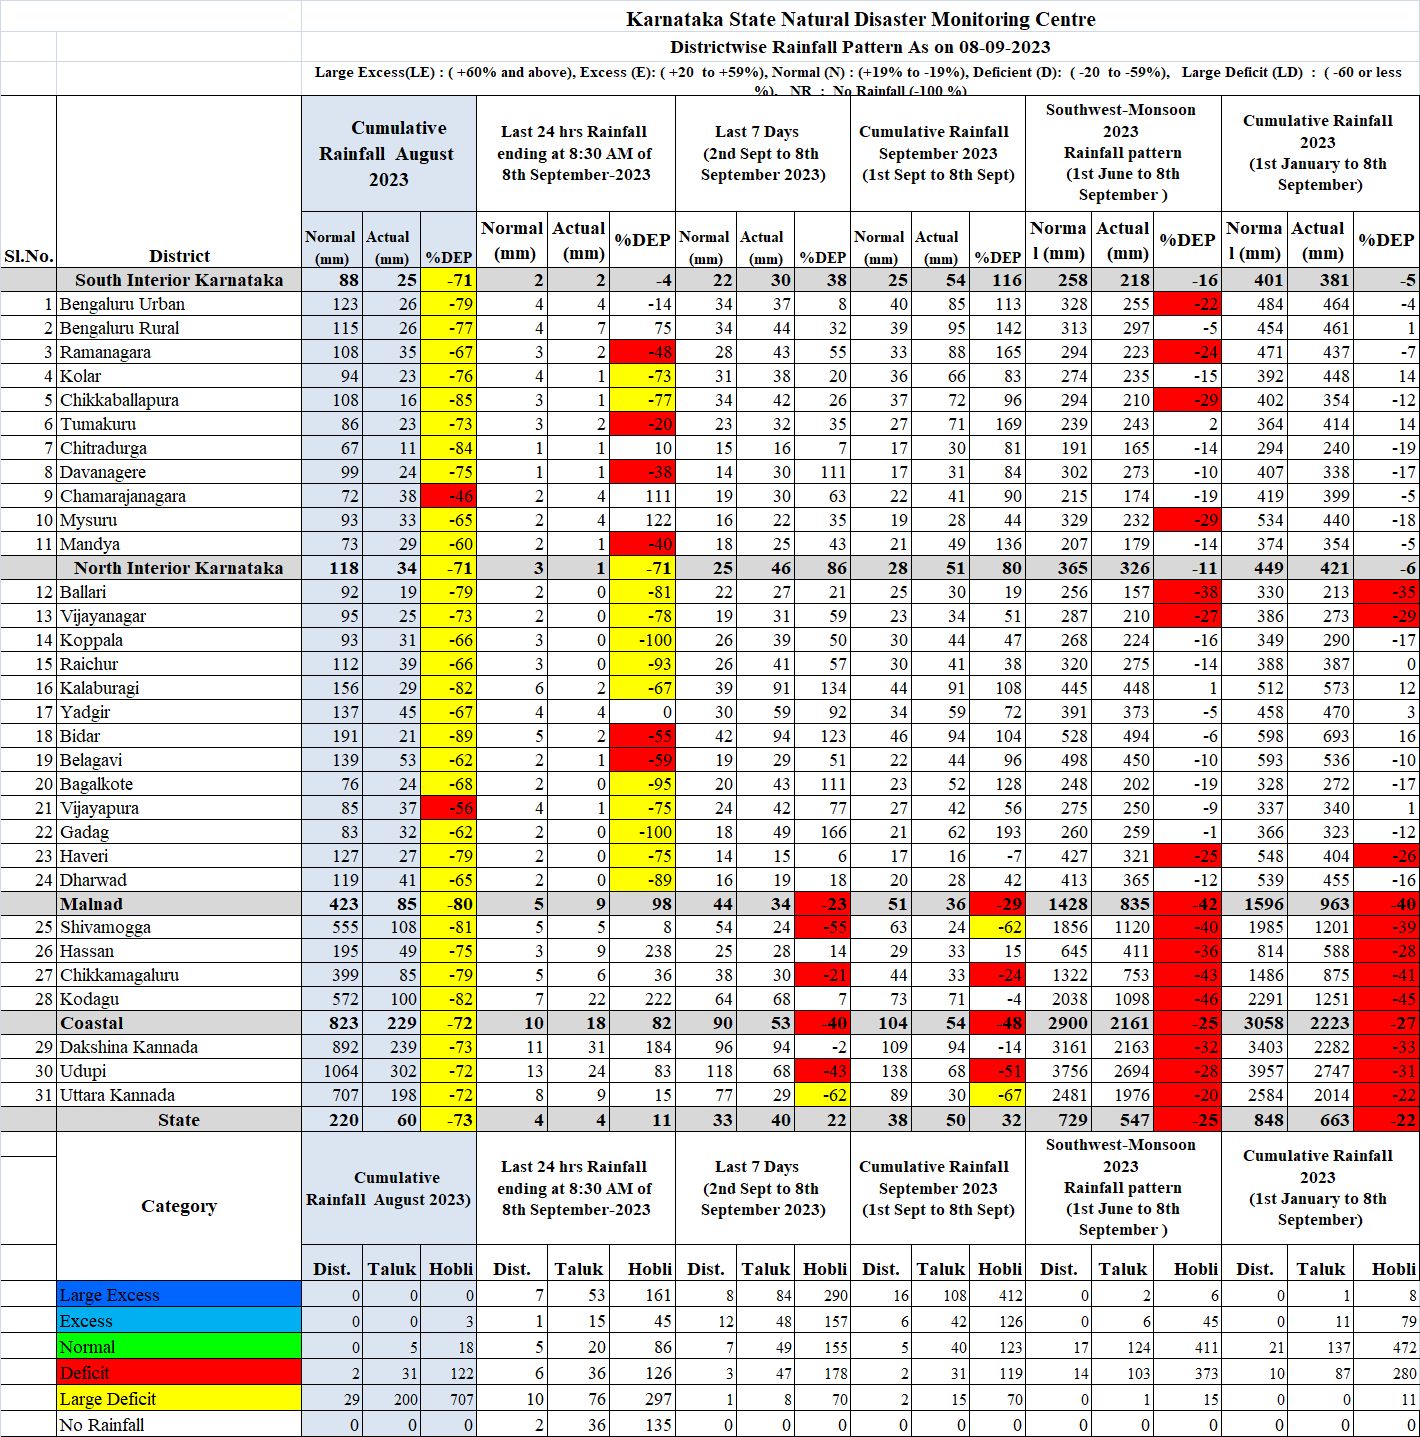 Karnataka State Natural Disaster Monitoring Centre
Districtwise Rainfall Pattern As on 08-09-2023
Large Excess(LE) : ( +60% and above), Excess (E): ( +20 to +59%), Normal (N) : (+19% to -19%), Deficient (D): ( -20 to -59%), Large Deficit (LD) : ( -60 or less
%), NR : No Rainfall (-100 %)
Sl.No. District Cumulative Rainfall August 2023 Last 24 hrs Rainfall ending at 8:30 AM of 8th September-2023 Last 7 Days (2nd Sept to 8th September 2023) Cumulative Rainfall September 2023 (1st Sept to 8th Sept) Southwest-Monsoon 2023 Rainfall pattern (1st June to 8th September ) Cumulative Rainfall 2023 (1st January to 8th September)
Normal (mm) Actual (mm) %DEP Normal (mm) Actual (mm) %DEP Normal (mm) Actual (mm) %DEP Normal (mm) Actual (mm) %DEP Norma l (mm) Actual (mm) %DEP Norma l (mm) Actual (mm) %DEP
South Interior Karnataka 88 25 -71 2 2 -4 22 30 38 25 54 116 258 218 -16 401 381 -5
1 Bengaluru Urban 123 26 -79 4 4 -14 34 37 8 40 85 113 328 255 -22 484 464 -4
2 Bengaluru Rural 115 26 -77 4 7 75 34 44 32 39 95 142 313 297 -5 454 461 1
3 Ramanagara 108 35 -67 3 2 -48 28 43 55 33 88 165 294 223 -24 471 437 -7
4 Kolar 94 23 -76 4 1 -73 31 38 20 36 66 83 274 235 -15 392 448 14
5 Chikkaballapura 108 16 -85 3 1 -77 34 42 26 37 72 96 294 210 -29 402 354 -12
6 Tumakuru 86 23 -73 3 2 -20 23 32 35 27 71 169 239 243 2 364 414 14
7 Chitradurga 67 11 -84 1 1 10 15 16 7 17 30 81 191 165 -14 294 240 -19
8 Davanagere 99 24 -75 1 1 -38 14 30 111 17 31 84 302 273 -10 407 338 -17
9 Chamarajanagara 72 38 -46 2 4 111 19 30 63 22 41 90 215 174 -19 419 399 -5
10 Mysuru 93 33 -65 2 4 122 16 22 35 19 28 44 329 232 -29 534 440 -18
11 Mandya 73 29 -60 2 1 -40 18 25 43 21 49 136 207 179 -14 374 354 -5
North Interior Karnataka 118 34 -71 3 1 -71 25 46 86 28 51 80 365 326 -11 449 421 -6
12 Ballari 92 19 -79 2 0 -81 22 27 21 25 30 19 256 157 -38 330 213 -35
13 Vijayanagar 95 25 -73 2 0 -78 19 31 59 23 34 51 287 210 -27 386 273 -29
14 Koppala 93 31 -66 3 0 -100 26 39 50 30 44 47 268 224 -16 349 290 -17
15 Raichur 112 39 -66 3 0 -93 26 41 57 30 41 38 320 275 -14 388 387 0
16 Kalaburagi 156 29 -82 6 2 -67 39 91 134 44 91 108 445 448 1 512 573 12
17 Yadgir 137 45 -67 4 4 0 30 59 92 34 59 72 391 373 -5 458 470 3
18 Bidar 191 21 -89 5 2 -55 42 94 123 46 94 104 528 494 -6 598 693 16
19 Belagavi 139 53 -62 2 1 -59 19 29 51 22 44 96 498 450 -10 593 536 -10
20 Bagalkote 76 24 -68 2 0 -95 20 43 111 23 52 128 248 202 -19 328 272 -17
21 Vijayapura 85 37 -56 4 1 -75 24 42 77 27 42 56 275 250 -9 337 340 1
22 Gadag 83 32 -62 2 0 -100 18 49 166 21 62 193 260 259 -1 366 323 -12
23 Haveri 127 27 -79 2 0 -75 14 15 6 17 16 -7 427 321 -25 548 404 -26
24 Dharwad 119 41 -65 2 0 -89 16 19 18 20 28 42 413 365 -12 539 455 -16
Malnad 423 85 -80 5 9 98 44 34 -23 51 36 -29 1428 835 -42 1596 963 -40
25 Shivamogga 555 108 -81 5 5 8 54 24 -55 63 24 -62 1856 1120 -40 1985 1201 -39
26 Hassan 195 49 -75 3 9 238 25 28 14 29 33 15 645 411 -36 814 588 -28
27 Chikkamagaluru 399 85 -79 5 6 36 38 30 -21 44 33 -24 1322 753 -43 1486 875 -41
28 Kodagu 572 100 -82 7 22 222 64 68 7 73 71 -4 2038 1098 -46 2291 1251 -45
Coastal 823 229 -72 10 18 82 90 53 -40 104 54 -48 2900 2161 -25 3058 2223 -27
29 Dakshina Kannada 892 239 -73 11 31 184 96 94 -2 109 94 -14 3161 2163 -32 3403 2282 -33
30 Udupi 1064 302 -72 13 24 83 118 68 -43 138 68 -51 3756 2694 -28 3957 2747 -31
31 Uttara Kannada 707 198 -72 8 9 15 77 29 -62 89 30 -67 2481 1976 -20 2584 2014 -22
State 220 60 -73 4 4 11 33 40 22 38 50 32 729 547 -25 848 663 -22
Category Cumulative Rainfall August 2023) Last 24 hrs Rainfall ending at 8:30 AM of 8th September-2023 Last 7 Days (2nd Sept to 8th September 2023) Cumulative Rainfall September 2023 (1st Sept to 8th Sept) Southwest-Monsoon 2023 Rainfall pattern (1st June to 8th September ) Cumulative Rainfall 2023 (1st January to 8th September)
Dist. Taluk Hobli Dist. Taluk Hobli Dist. Taluk Hobli Dist. Taluk Hobli Dist. Taluk Hobli Dist. Taluk Hobli
Large Excess 0 0 0 7 53 161 8 84 290 16 108 412 0 2 6 0 1 8
Excess 0 0 3 1 15 45 12 48 157 6 42 126 0 6 45 0 11 79
Normal 0 5 18 5 20 86 7 49 155 5 40 123 17 124 411 21 137 472
Deficit 2 31 122 6 36 126 3 47 178 2 31 119 14 103 373 10 87 280
Large Deficit 29 200 707 10 76 297 1 8 70 2 15 70 0 1 15 0 0 11
No Rainfall 0 0 0 2 36 135 0 0 0 0 0 0 0 0 0 0 0 0